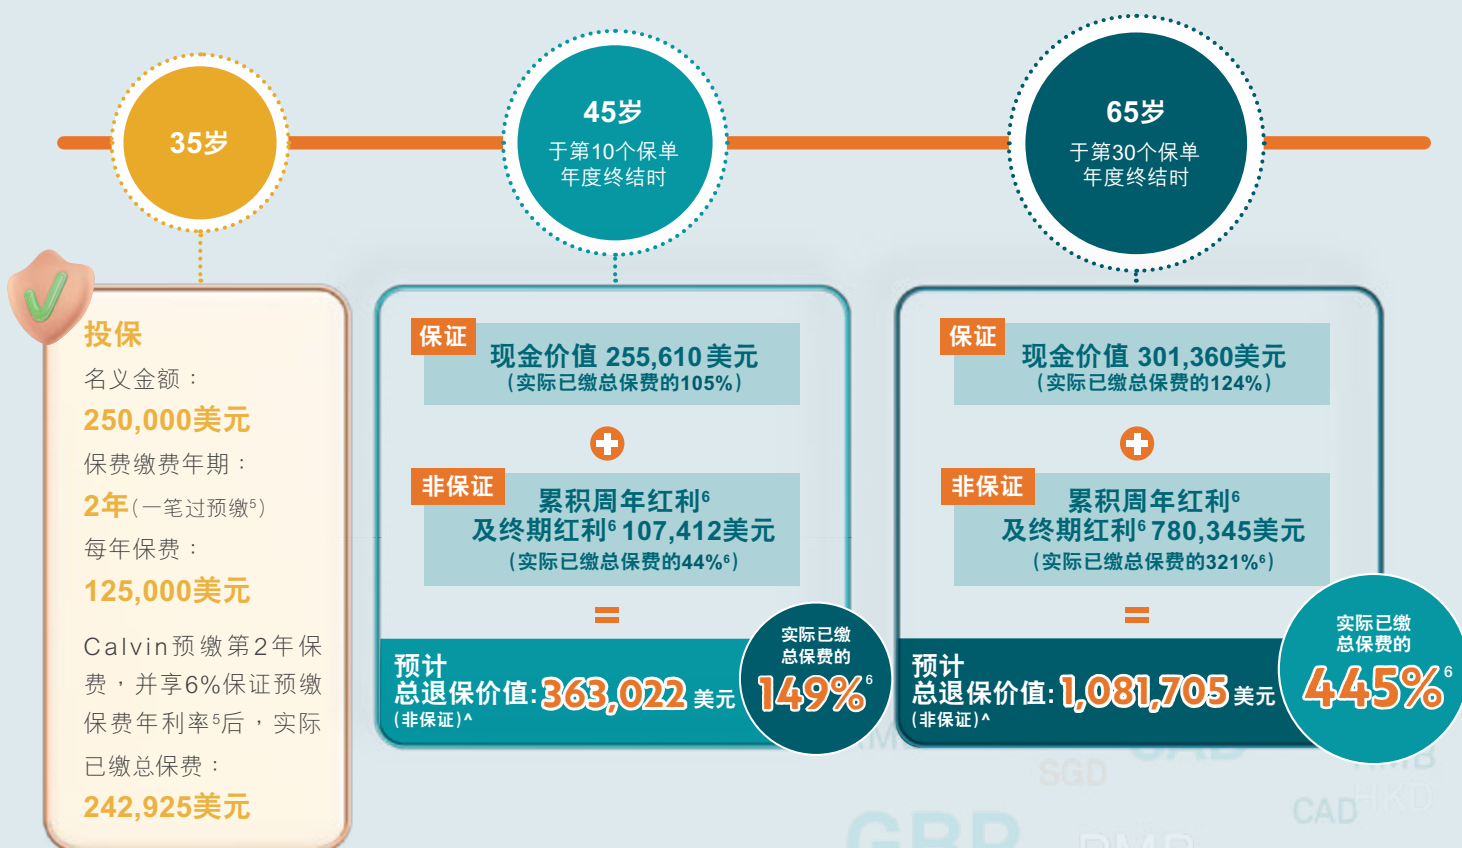 35岁
45岁
于第10个保单
年度终结时
65岁
于第30个保单
年度终结时
投保
名义金额：
250,000美元
保费缴费年期：
2年（一笔过预缴⁵）
每年保费：
125,000美元
Calvin预缴第2年保
费，并享6%保证预缴
保费年利率⁵后，实际
已缴总保费：
242,925美元
保证
现金价值 255,610 美元
（实际已缴总保费的105%）
非保证
累积周年红利⁶
及终期红利⁶ 107,412美元
（实际已缴总保费的44%⁶）
预计
总退保价值: 363,022 美元
(非保证)^
实际已缴
总保费的
149%⁶
保证
现金价值 301,360美元
（实际已缴总保费的124%）
非保证
累积周年红利⁶
及终期红利⁶ 780,345美元
（实际已缴总保费的321%⁶）
预计
总退保价值: 1,081,705 美元
(非保证)^
实际已缴
总保费的
445%⁶
SGD
CAD
RMB
CAD
HKD
GBP
RMB